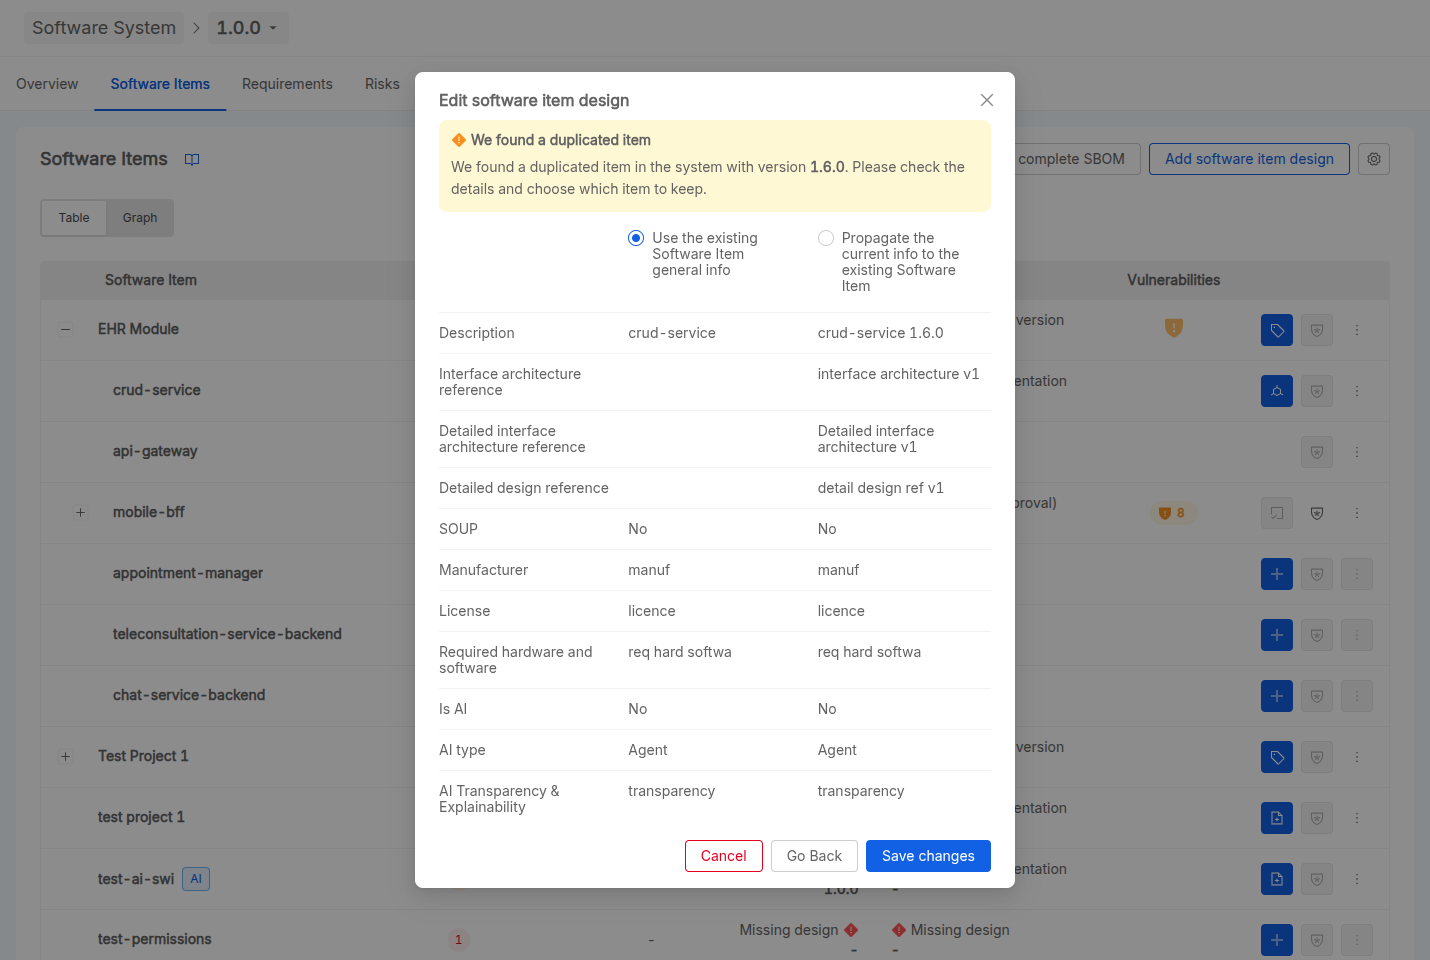 Software System > 1.0.0
Overview Software Items Requirements Risks
Software Items
complete SBOM
Add software item design
Table Graph
Software Item
Vulnerabilities
EHR Module
version
crud-service
entation
api-gateway
mobile-bff
proval)
8
appointment-manager
teleconsultation-service-backend
chat-service-backend
Test Project 1
version
test project 1
entation
test-ai-swi AI
entation
1.0.0 -
test-permissions
1
-
Missing design
Missing design
- -
Edit software item design
We found a duplicated item
We found a duplicated item in the system with version 1.6.0. Please check the
details and choose which item to keep.
Use the existing
Software Item
general info
Propagate the
current info to the
existing Software
Item
Description crud-service crud-service 1.6.0
Interface architecture
reference
interface architecture v1
Detailed interface
architecture reference
Detailed interface
architecture v1
Detailed design reference detail design ref v1
SOUP No No
Manufacturer manuf manuf
License licence licence
Required hardware and
software
req hard softwa req hard softwa
Is AI No No
AI type Agent Agent
AI Transparency &
Explainability
transparency transparency
Cancel Go Back Save changes